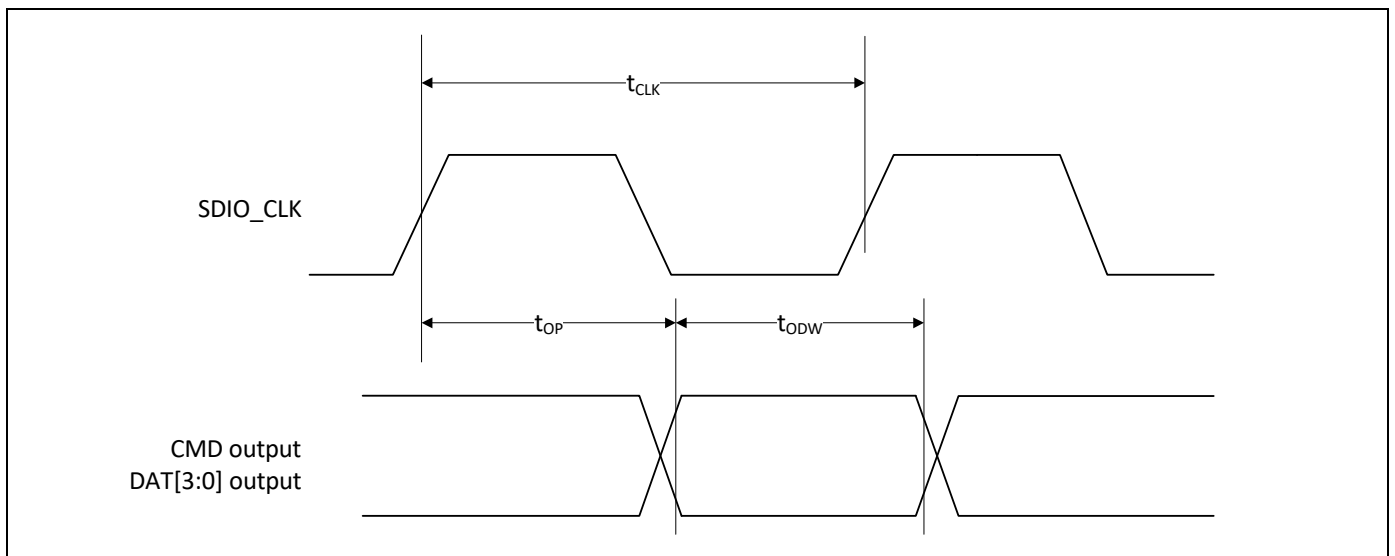 tCLK
SDIO_CLK
tOP
tODW
CMD output
DAT[3:0] output